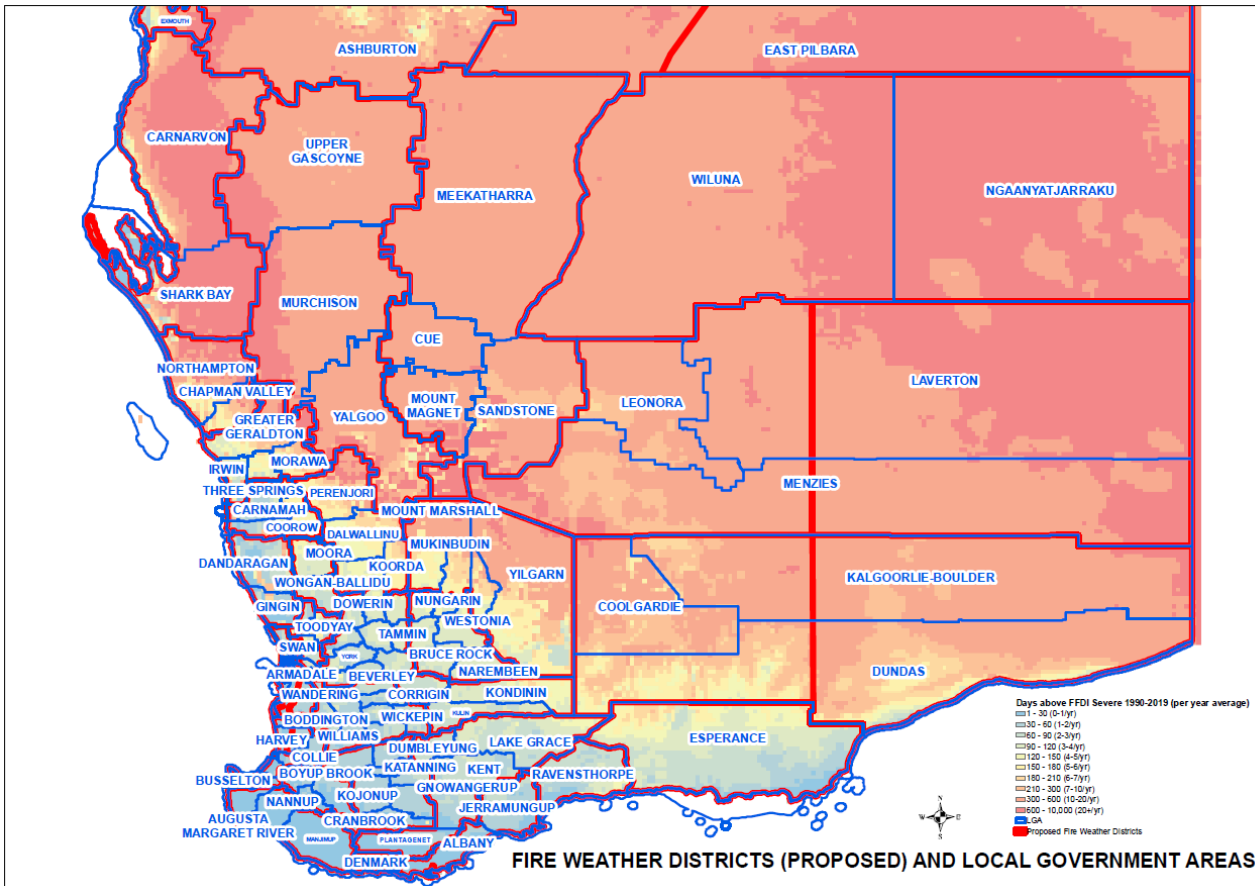 EXMOUTH
ASHBURTON
EAST PILBARA
CARNARVON
UPPER
GASCOYNE
MEEKATHARRA
WILUNA
NGAANYATJARRAKU
SHARK BAY
MURCHISON
CUE
NORTHAMPTON
CHAPMAN VALLEY
GREATER
GERALDTON
YALGOO
MOUNT
MAGNET
SANDSTONE
LEONORA
LAVERTON
IRWIN
MORAWA
THREE SPRINGS
PERENJORI
CARNAMAH
COOROW
MOUNT MARSHALL
MENZIES
DALWALLINU
MOORA
MUKINBUDIN
DANDARAGAN
KOORDA
WONGAN-BALLIDU
YILGARN
KALGOORLIE-BOULDER
GINGIN
DOWERIN
NUNGARIN
COOLGARDIE
WESTONIA
TOODYAY
TAMMIN
SWAN
YORK
BRUCE ROCK
ARMADALE
BEVERLEY
NAREMBEEN
DUNDAS
WANDERING
CORRIGIN
KONDININ
BODDINGTON
WICKEPIN
KULIN
HARVEY
WILLIAMS
DUMBLEYUNG
LAKE GRACE
ESPERANCE
COLLIE
BUSSELTON
BOYUP BROOK
KATANNING
KENT
RAVENSTHORPE
GNOWANGERUP
NANNUP
KOJONUP
JERRAMUNGUP
AUGUSTA
MARGARET RIVER
CRANBROOK
MANJIMUP
PLANTAGENET
ALBANY
DENMARK
Days above FFDI Severe 1990-2019 (per year average)
1 - 30 (0-1/yr)
30 - 60 (1-2/yr)
60 - 90 (2-3/yr)
90 - 120 (3-4/yr)
120 - 150 (4-5/yr)
150 - 180 (5-6/yr)
180 - 210 (6-7/yr)
210 - 300 (7-10/yr)
300 - 600 (10-20/yr)
600 - 10,000 (20+/yr)
LGA
Proposed Fire Weather Districts
N
W E
S
FIRE WEATHER DISTRICTS (PROPOSED) AND LOCAL GOVERNMENT AREAS